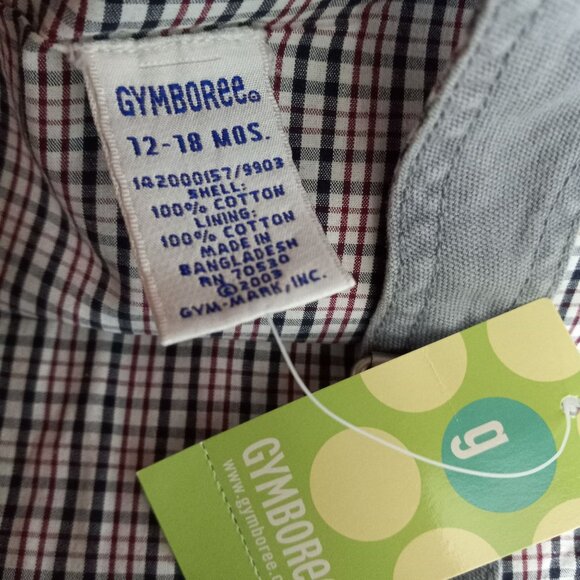 GYMBOREE®
12-18 MOS.
142000157/9903
SHELL:
100% COTTON
LINING:
100% COTTON
MADE IN
BANGLADESH
RN 70530
©2003
GYM-MARK, INC.
g
GYMBOREE
www.gymboree.c